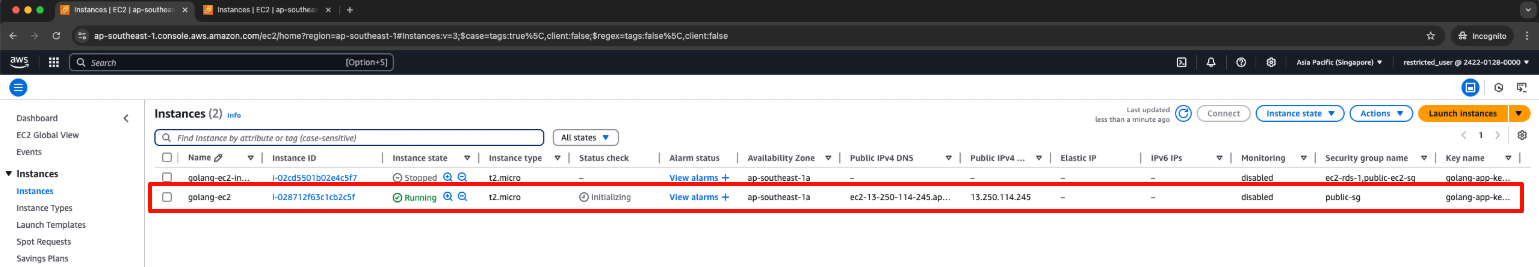 Instances | EC2 | ap-southeast Instances | EC2 | ap-southeast
ap-southeast-1.console.aws.amazon.com/ec2/home?region=ap-southeast-1#Instances:v=3;$case=tags:true%5C,client:false;$regex=tags:false%5C,client:false Incognito
aws Search [Option+S] Asia Pacific (Singapore) restricted_user @ 2422-0128-0000
Dashboard
EC2 Global View
Events
Instances
Instances
Instance Types
Launch Templates
Spot Requests
Savings Plans
Instances (2) Info
Last updated
less than a minute ago
Connect Instance state Actions Launch instances
Find Instance by attribute or tag (case-sensitive) All states 1
Name Instance ID Instance state Instance type Status check Alarm status Availability Zone Public IPv4 DNS Public IPv4 ... Elastic IP IPv6 IPs Monitoring Security group name Key name
golang-ec2-in... i-02cd5501b02e4c5f7 Stopped t2.micro – View alarms + ap-southeast-1a – – – – disabled ec2-rds-1,public-ec2-sg golang-app-ke...
golang-ec2 i-028712f63c1cb2c5f Running t2.micro Initializing View alarms + ap-southeast-1a ec2-13-250-114-245.ap... 13.250.114.245 – – disabled public-sg golang-app-ke...